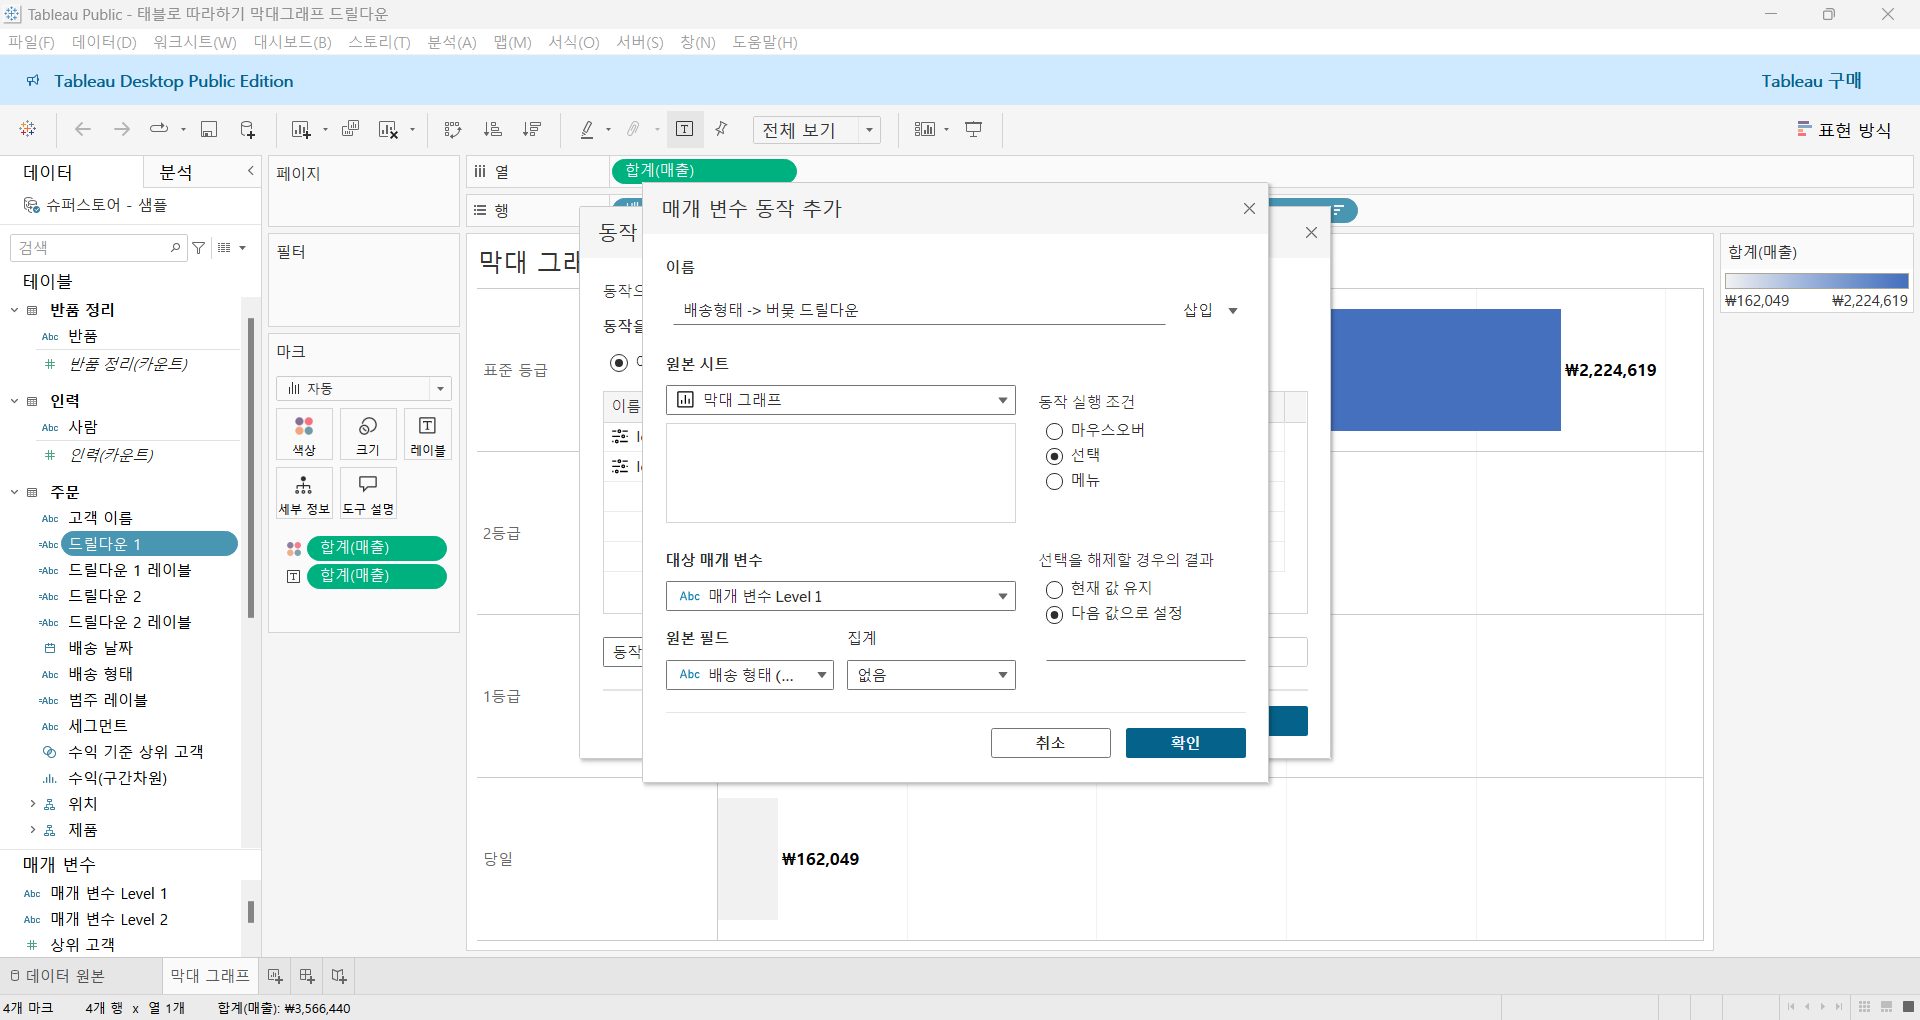 Tableau Public - 태블로 따라하기 막대그래프 드릴다운
파일(F) 데이터(D) 워크시트(W) 대시보드(B) 스토리(T) 분석(A) 맵(M) 서식(O) 서버(S) 창(N) 도움말(H)
Tableau Desktop Public Edition
Tableau 구매
전체 보기
표현 방식
데이터
분석
슈퍼스토어 - 샘플
검색
테이블
반품 정리
Abc 반품
# 반품 정리(카운트)
인력
Abc 사람
# 인력(카운트)
주문
Abc 고객 이름
=Abc 드릴다운 1
=Abc 드릴다운 1 레이블
=Abc 드릴다운 2
=Abc 드릴다운 2 레이블
배송 날짜
Abc 배송 형태
=Abc 범주 레이블
Abc 세그먼트
수익 기준 상위 고객
수익(구간차원)
위치
제품
매개 변수
Abc 매개 변수 Level 1
Abc 매개 변수 Level 2
# 상위 고객
페이지
필터
마크
자동
색상
크기
레이블
세부 정보
도구 설명
합계(매출)
합계(매출)
열
합계(매출)
행
막대 그래
표준 등급
2등급
1등급
당일
₩2,224,619
₩162,049
동작
동작으
동작을
이름
동작
매개 변수 동작 추가
이름
배송형태 -> 버뮺 드릴다운
삽입
원본 시트
막대 그래프
동작 실행 조건
마우스오버
선택
메뉴
대상 매개 변수
Abc 매개 변수 Level 1
선택을 해제할 경우의 결과
현재 값 유지
다음 값으로 설정
원본 필드
집계
Abc 배송 형태 (...
없음
취소
확인
합계(매출)
₩162,049
₩2,224,619
데이터 원본
막대 그래프
4개 마크
4개 행 x 열 1개
합계(매출): ₩3,566,440